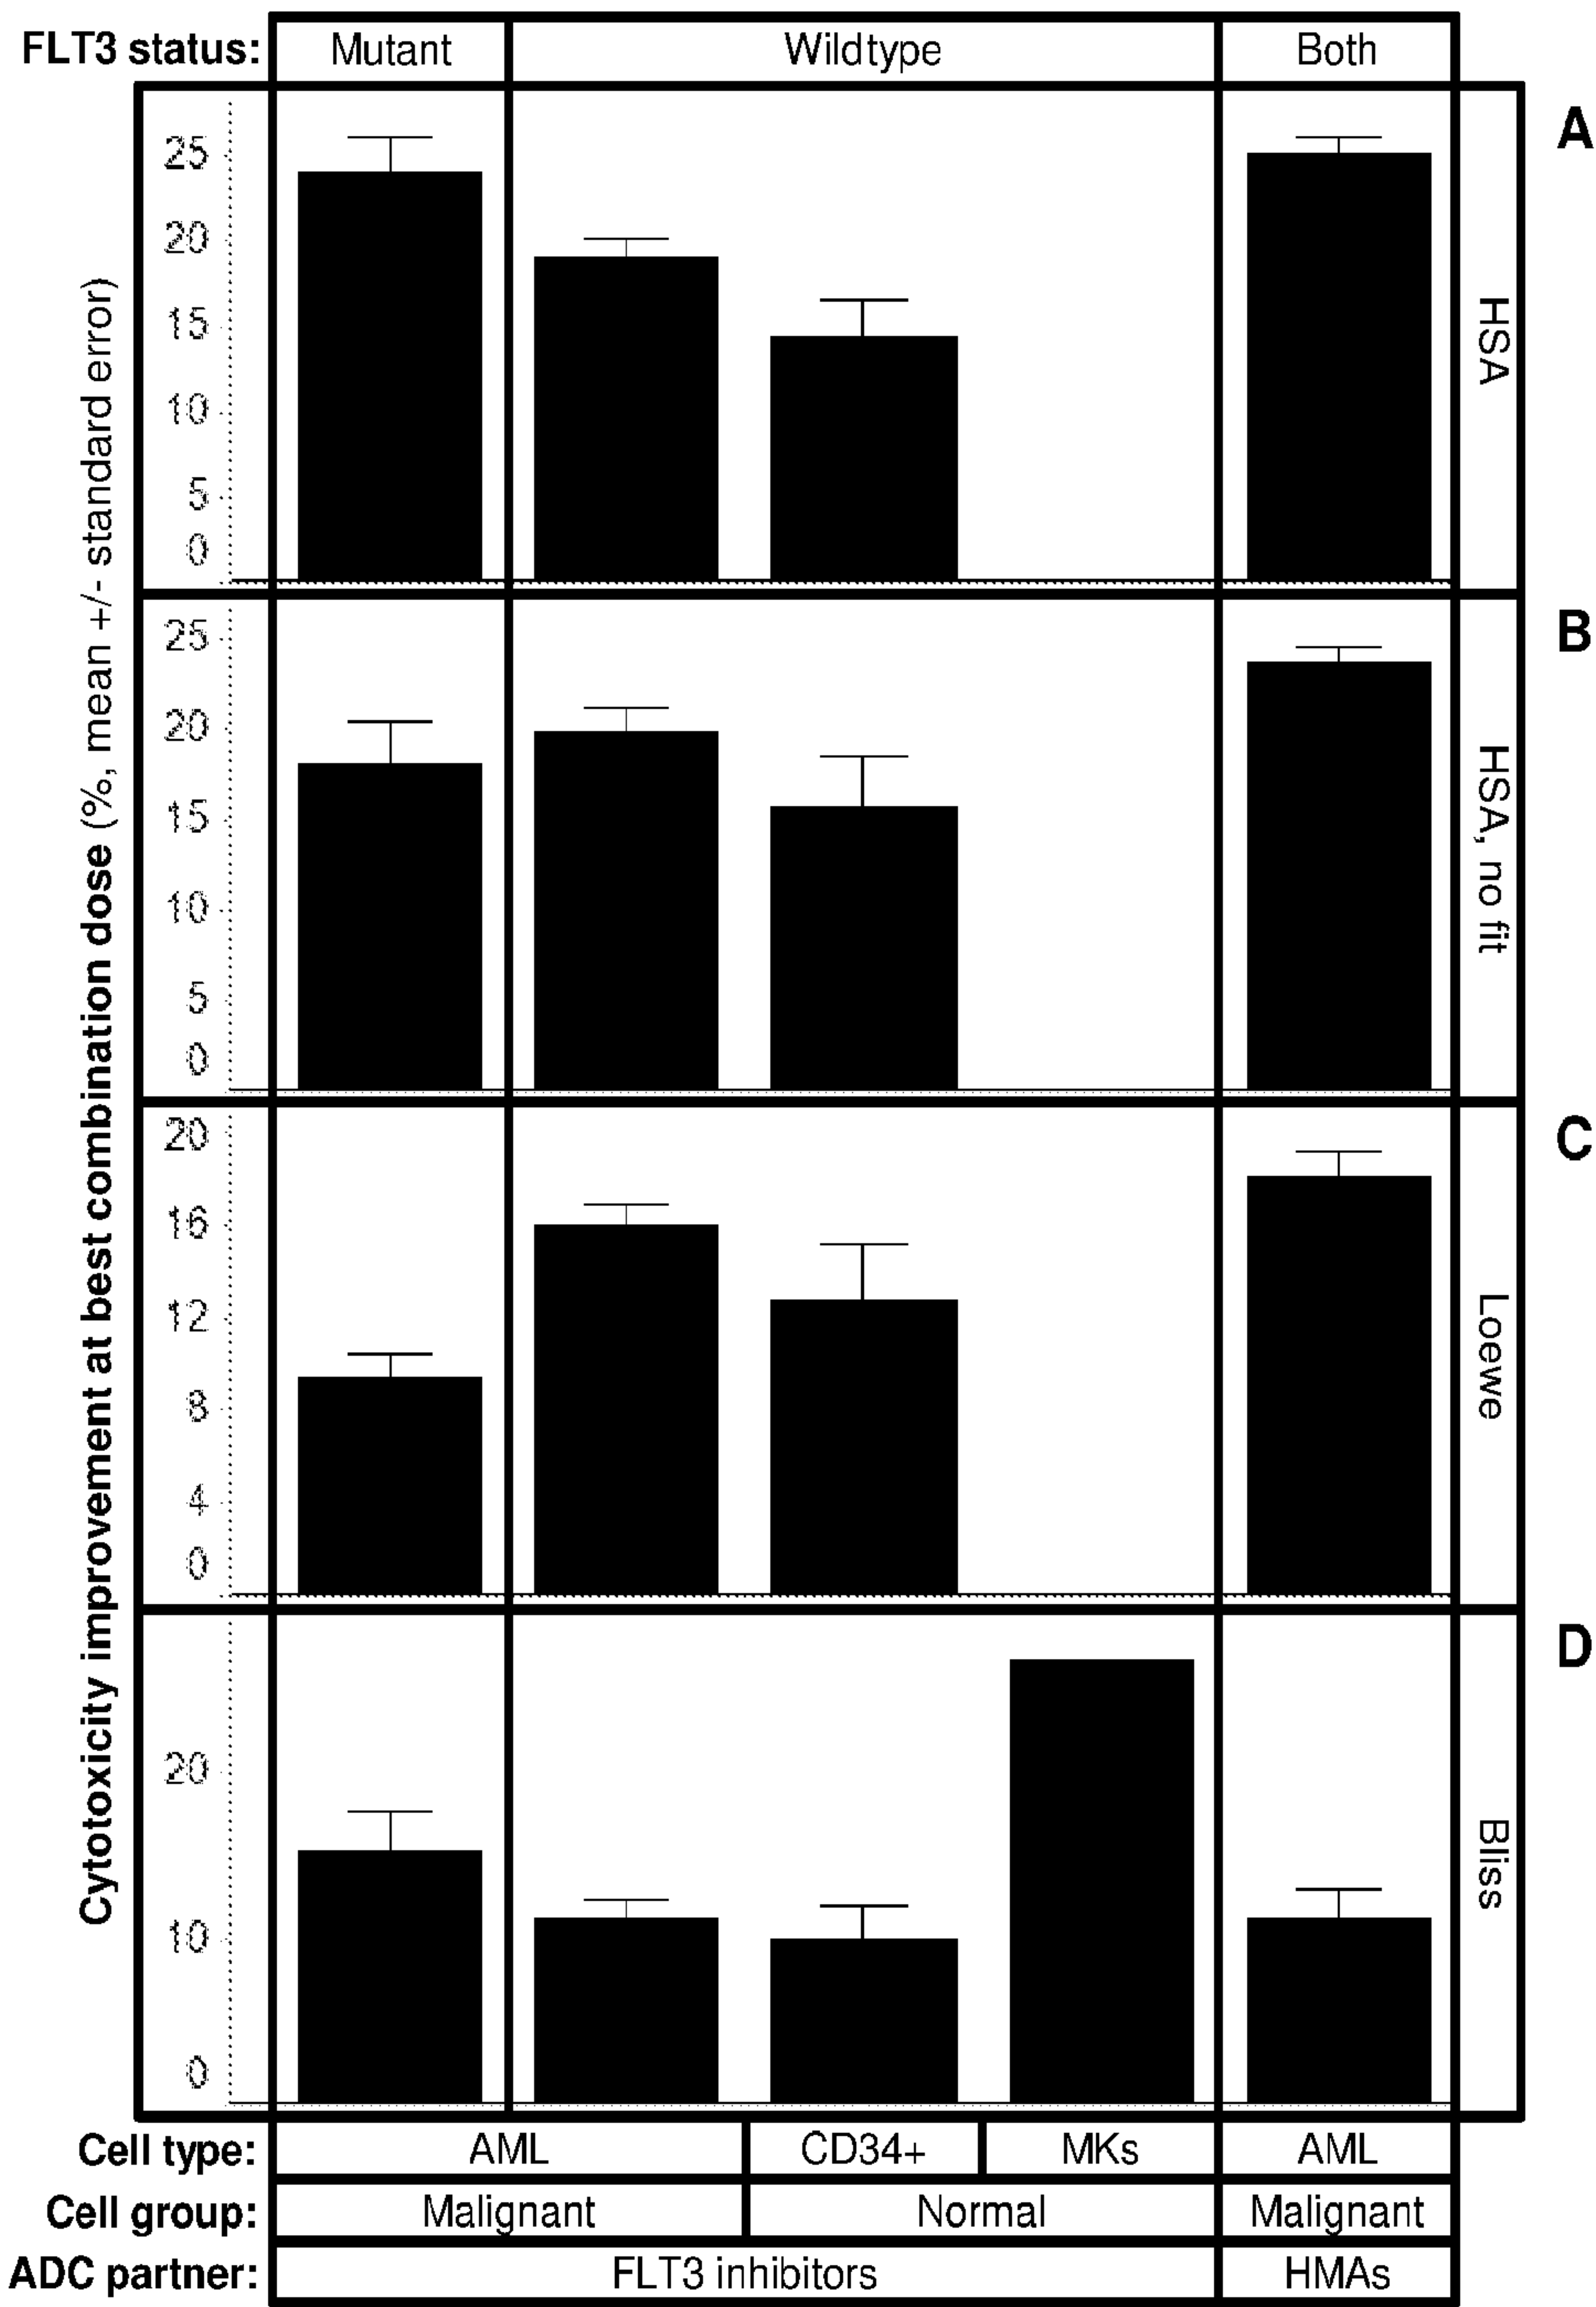 FLT3 status: Mutant Wildtype Both
A
25
20
15
10
5
0
HSA
B
25
20
15
10
5
0
HSA, no fit
C
20
16
12
8
4
0
Loewe
D
20
10
0
Bliss
Cytotoxicity improvement at best combination dose (%, mean +/- standard error)
Cell type: AML CD34+ MKs AML
Cell group: Malignant Normal Malignant
ADC partner: FLT3 inhibitors HMAs